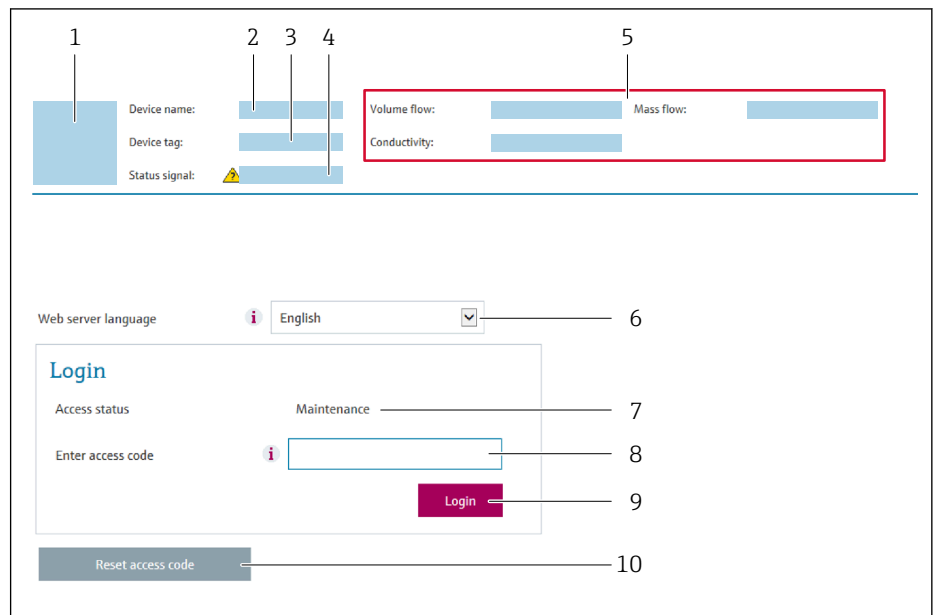 1 2 3 4 5
Device name: Volume flow: Mass flow:
Device tag: Conductivity:
Status signal: ?
Web server language i English 6
Login
Access status Maintenance 7
Enter access code i 8
Login 9
Reset access code 10